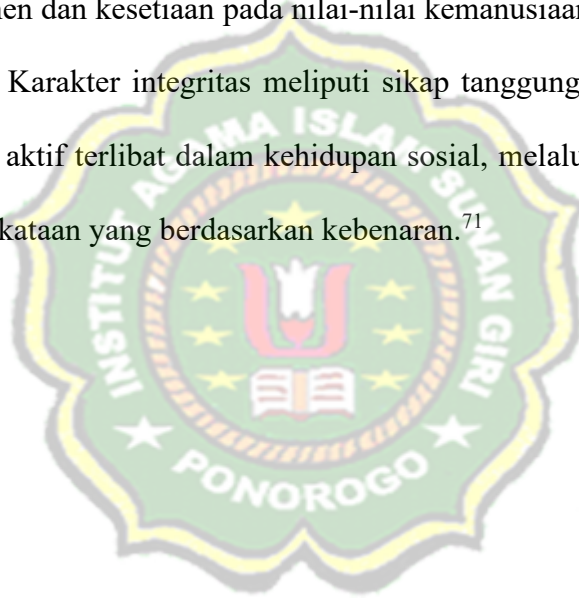 men dan kesetiaan pada nilai-nilai kemanusiaan
Karakter integritas meliputi sikap tanggung
aktif terlibat dalam kehidupan sosial, melalu
kataan yang berdasarkan kebenaran.71
INSTITUT AGAMA ISLAM SUNAN GIRI
PONOROGO